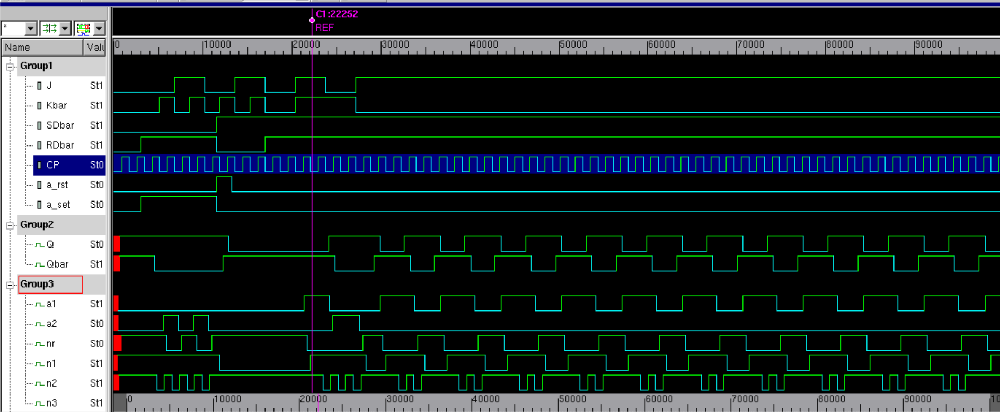 C1:22252
REF
*
Name Valu
0 10000 20000 30000 40000 50000 60000 70000 80000 90000
Group1
J St1
Kbar St1
SDbar St1
RDbar St1
CP St0
a_rst St0
a_set St0
Group2
Q St0
Qbar St1
Group3
a1 St1
a2 St0
nr St0
n1 St1
n2 St1
n3 St1
0 10000 20000 30000 40000 50000 60000 70000 80000 90000 10